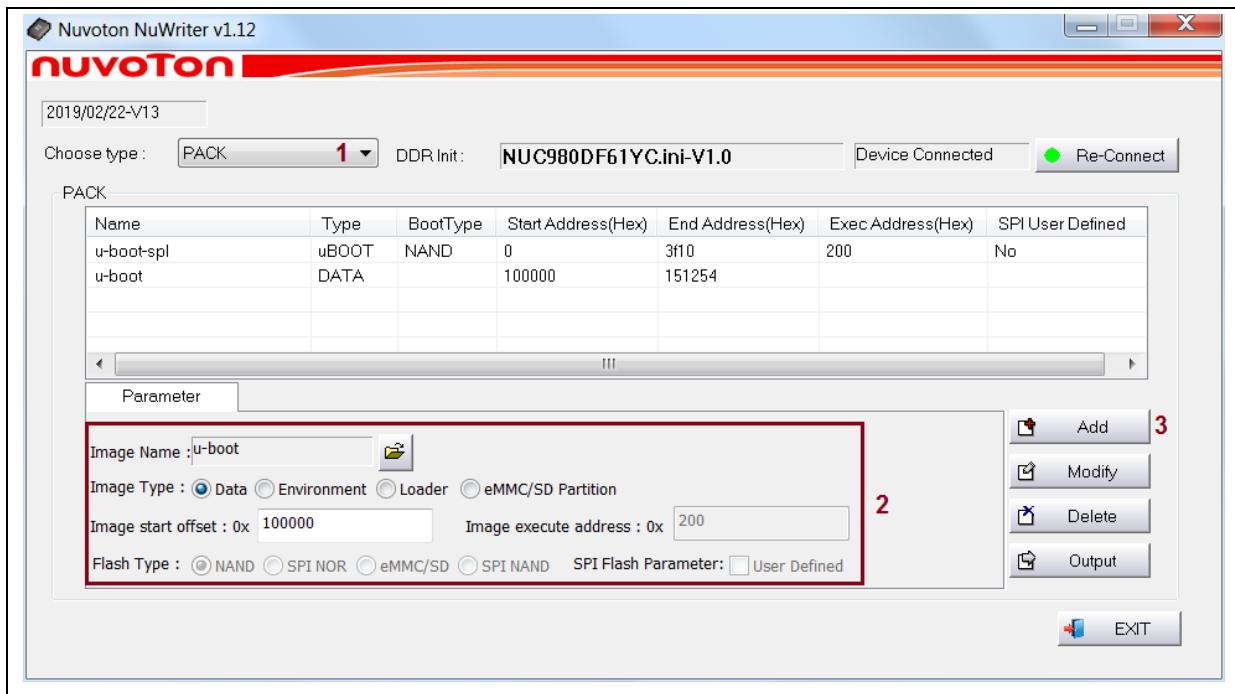 Nuvoton NuWriter v1.12
nuvoTon
2019/02/22-V13
Choose type : PACK 1 DDR Init : NUC980DF61YC.ini-V1.0 Device Connected Re-Connect
PACK
Name Type BootType Start Address(Hex) End Address(Hex) Exec Address(Hex) SPI User Defined
u-boot-spl uBOOT NAND 0 3f10 200 No
u-boot DATA 100000 151254
Parameter
Add 3
Image Name : u-boot
Modify
Image Type : Data Environment Loader eMMC/SD Partition
2
Image start offset : 0x 100000 Image execute address : 0x 200
Delete
Flash Type : NAND SPI NOR eMMC/SD SPI NAND SPI Flash Parameter: User Defined
Output
EXIT